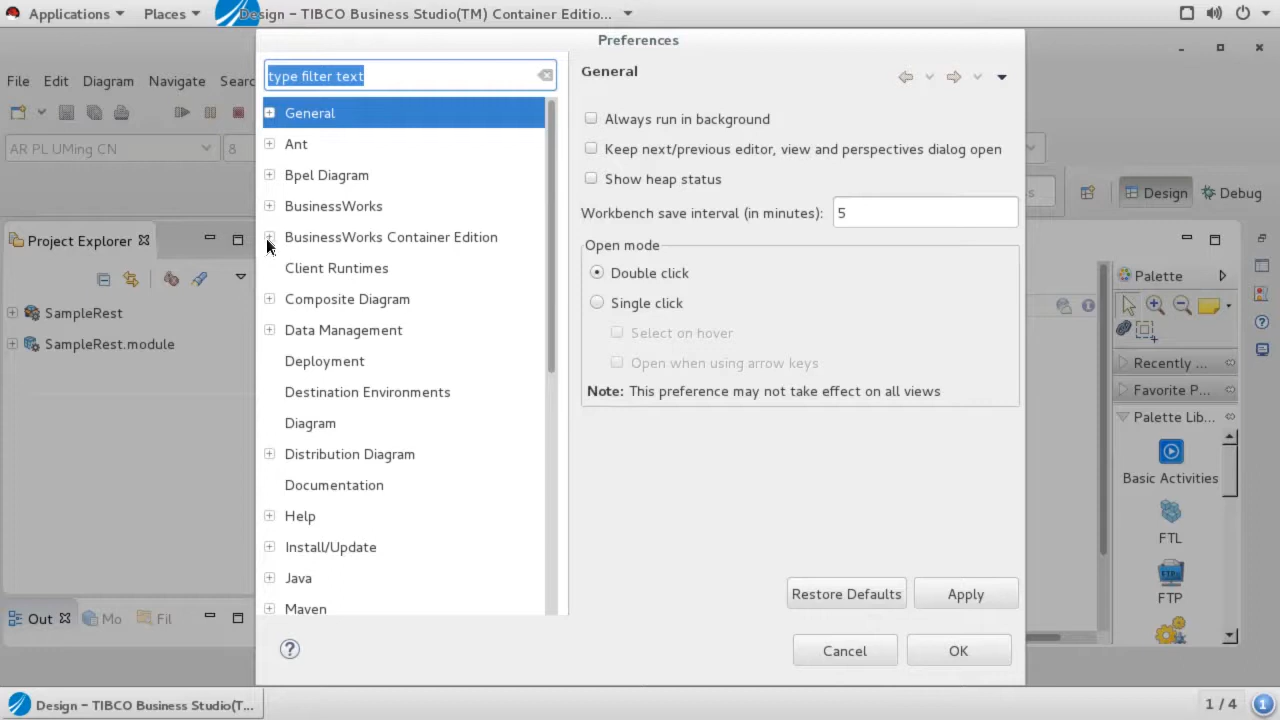 Applications Places Design – TIBCO Business Studio(TM) Container Editio...
Preferences
File Edit Diagram Navigate Searc
AR PL UMing CN 8
Design Debug
Project Explorer
SampleRest
SampleRest.module
Out Mo Fil
type filter text
General
Ant
Bpel Diagram
BusinessWorks
BusinessWorks Container Edition
Client Runtimes
Composite Diagram
Data Management
Deployment
Destination Environments
Diagram
Distribution Diagram
Documentation
Help
Install/Update
Java
Maven
General
Always run in background
Keep next/previous editor, view and perspectives dialog open
Show heap status
Workbench save interval (in minutes): 5
Open mode
Double click
Single click
Select on hover
Open when using arrow keys
Note: This preference may not take effect on all views
Restore Defaults Apply
Cancel OK
Palette
Recently ...
Favorite P...
Palette Lib...
Basic Activities
FTL
FTP
Design – TIBCO Business Studio(T... 1 / 4 1